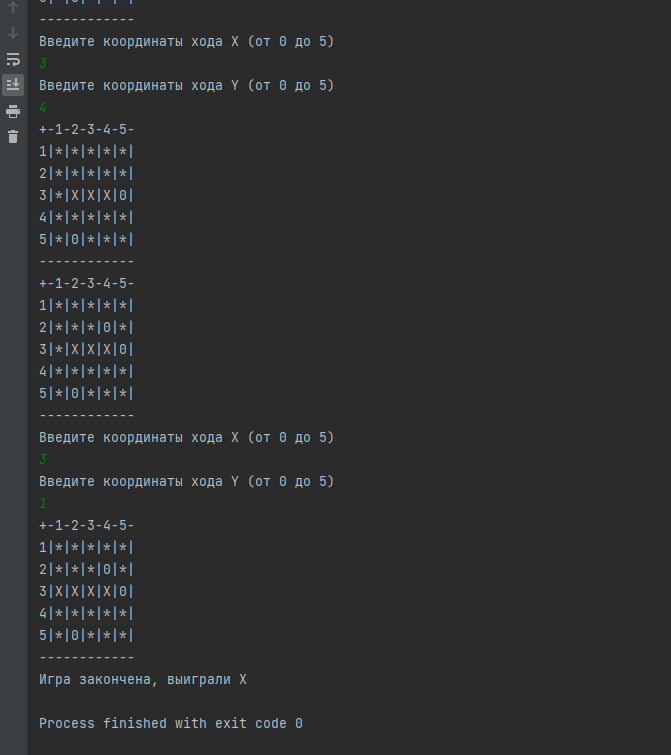 ------------
Введите координаты хода X (от 0 до 5)
3
Введите координаты хода Y (от 0 до 5)
4
+-1-2-3-4-5-
1|*|*|*|*|*|
2|*|*|*|*|*|
3|*|X|X|X|0|
4|*|*|*|*|*|
5|*|0|*|*|*|
------------
+-1-2-3-4-5-
1|*|*|*|*|*|
2|*|*|*|0|*|
3|*|X|X|X|0|
4|*|*|*|*|*|
5|*|0|*|*|*|
------------
Введите координаты хода X (от 0 до 5)
3
Введите координаты хода Y (от 0 до 5)
1
+-1-2-3-4-5-
1|*|*|*|*|*|
2|*|*|*|0|*|
3|X|X|X|X|0|
4|*|*|*|*|*|
5|*|0|*|*|*|
------------
Игра закончена, выиграли X
Process finished with exit code 0